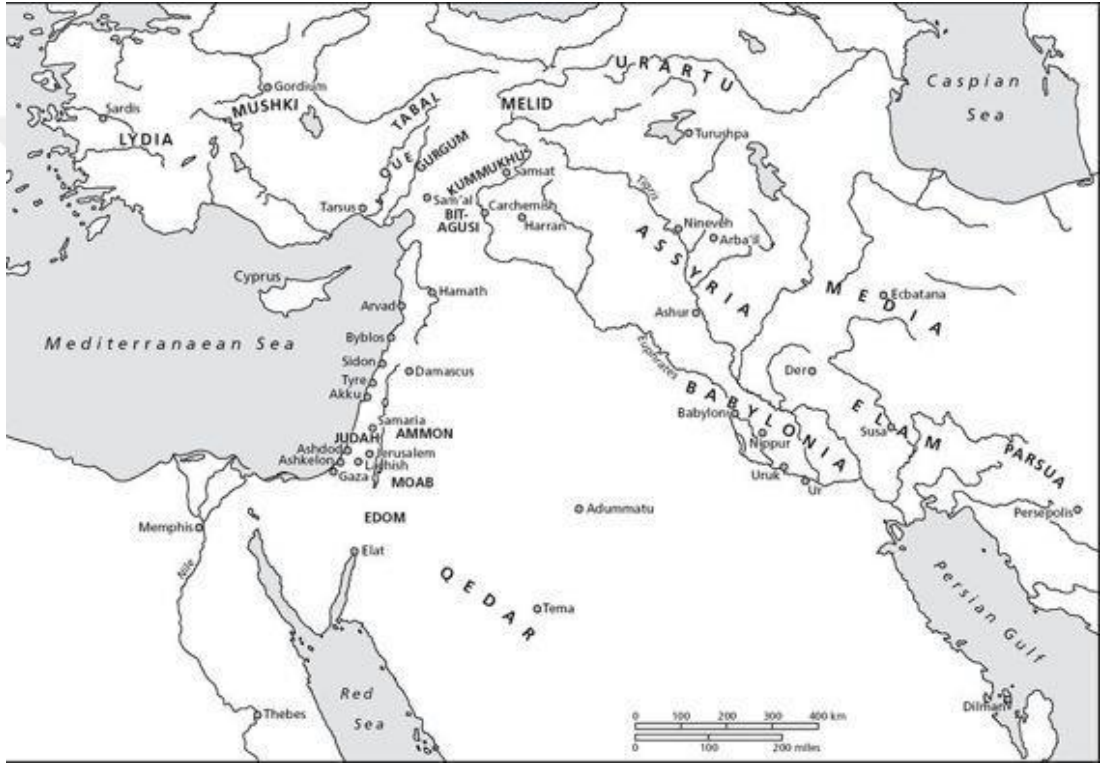 URARTU
Caspian
Sea
Gordium
MUSHKI
TABAL
MELID
Sardis
LYDIA
Turushpa
QUE
GURGUM
KUMMUKHU
Samsat
Tigris
Tarsus
Sam'al
BIT-
AGUSI
Carchemish
Harran
Nineveh
Arba'il
ASSYRIA
Cyprus
Hamath
Arvad
Ashur
MEDIA
Ecbatana
Mediterranaean Sea
Byblos
Euphrates
Sidon
Damascus
Tyre
Akku
Der
BABYLONIA
Babylon
ELAM
Samaria
JUDAH
AMMON
Nippur
Susa
Ashdod
Jerusalem
Ashkelon
Lachish
Gaza
MOAB
Uruk
Ur
PARSUA
Persepolis
Memphis
EDOM
Adummatu
Elat
Nile
QEDAR
Tema
Persian Gulf
Red
Sea
Thebes
Dilman
0 100 200 300 400 km
0 100 200 miles